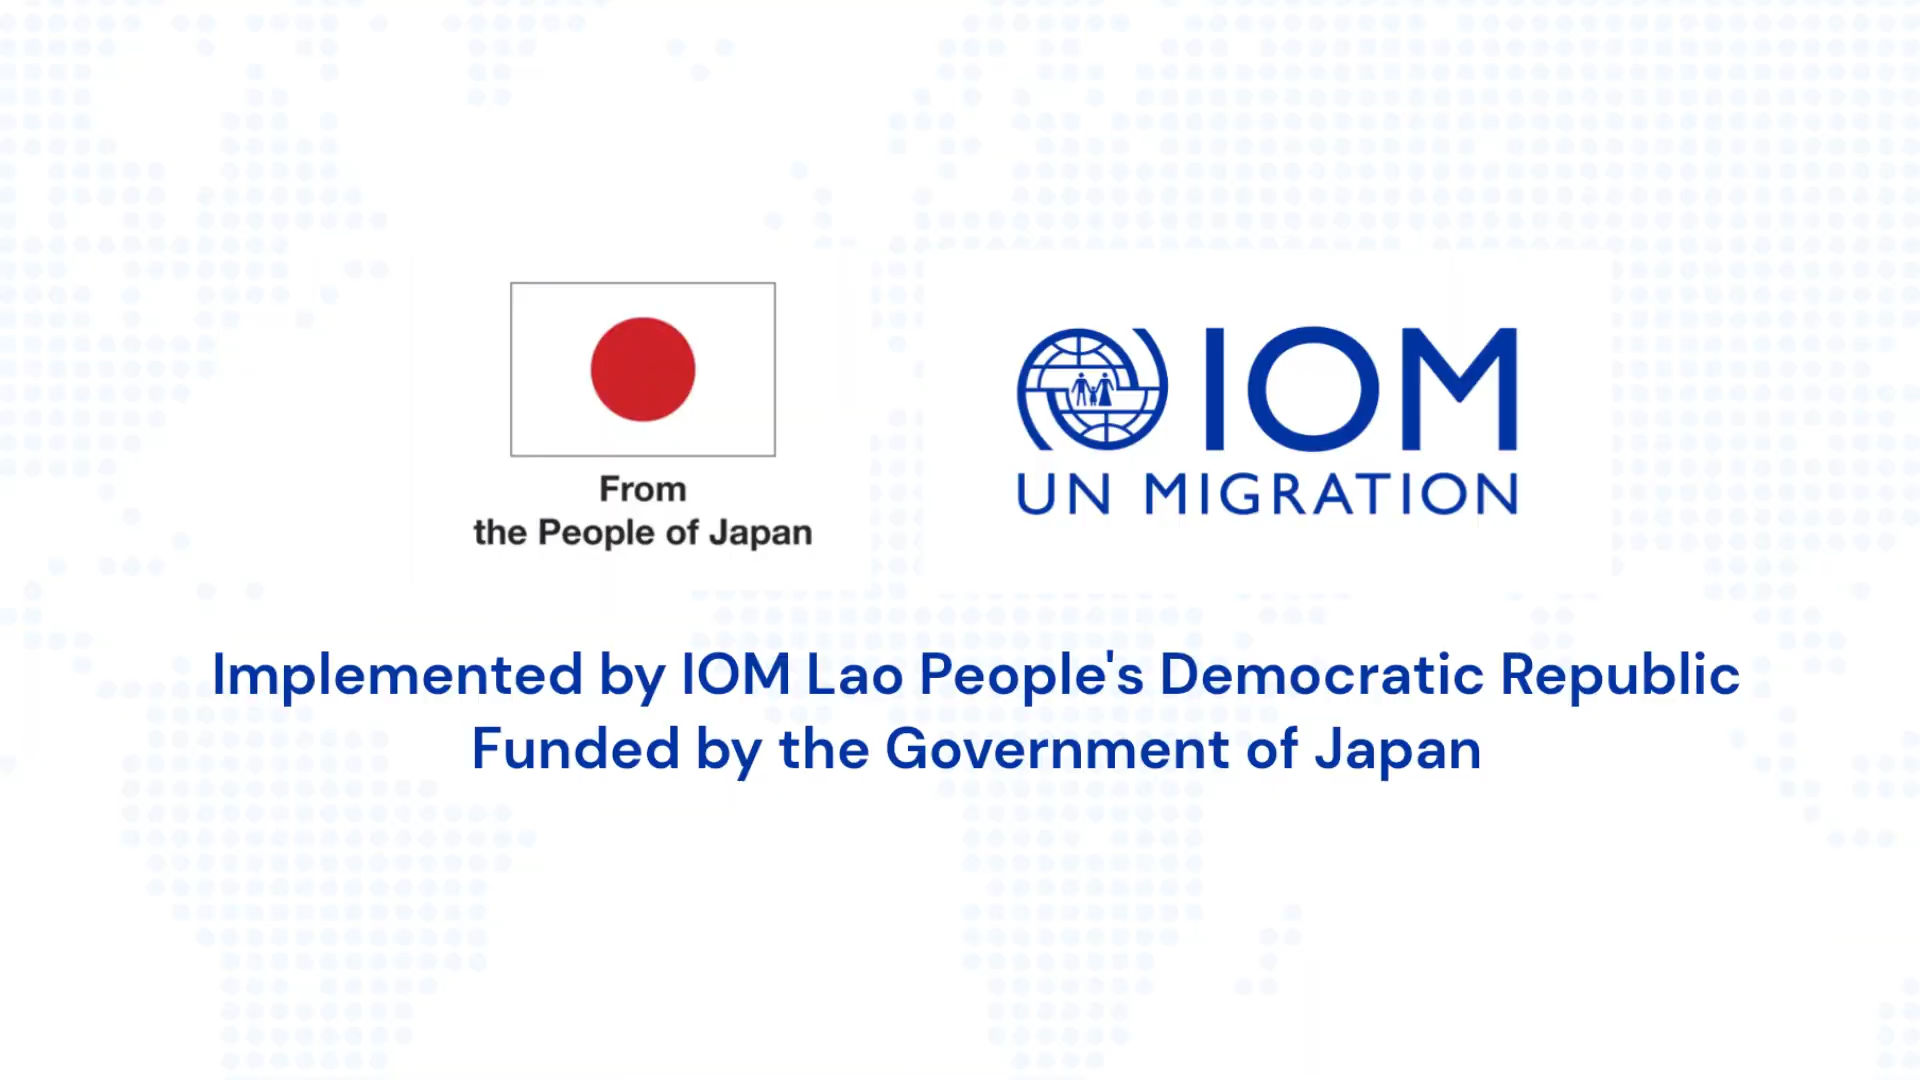 From
the People of Japan
IOM
UN MIGRATION
Implemented by IOM Lao People's Democratic Republic
Funded by the Government of Japan